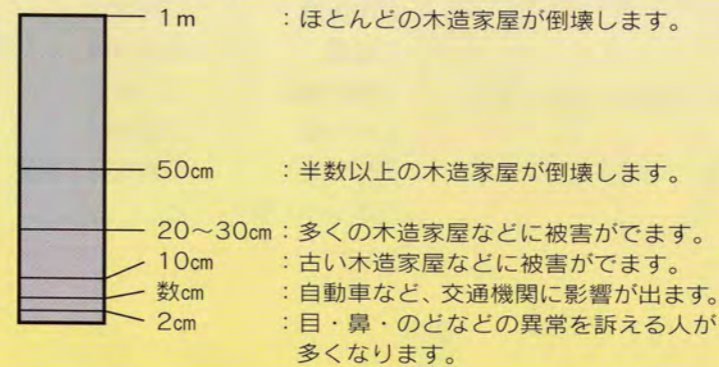 1m ：ほとんどの木造家屋が倒壊します。
50cm ：半数以上の木造家屋が倒壊します。
20〜30cm：多くの木造家屋などに被害がでます。
10cm ：古い木造家屋などに被害がでます。
数cm ：自動車など、交通機関に影響が出ます。
2cm ：目・鼻・のどなどの異常を訴える人が
多くなります。